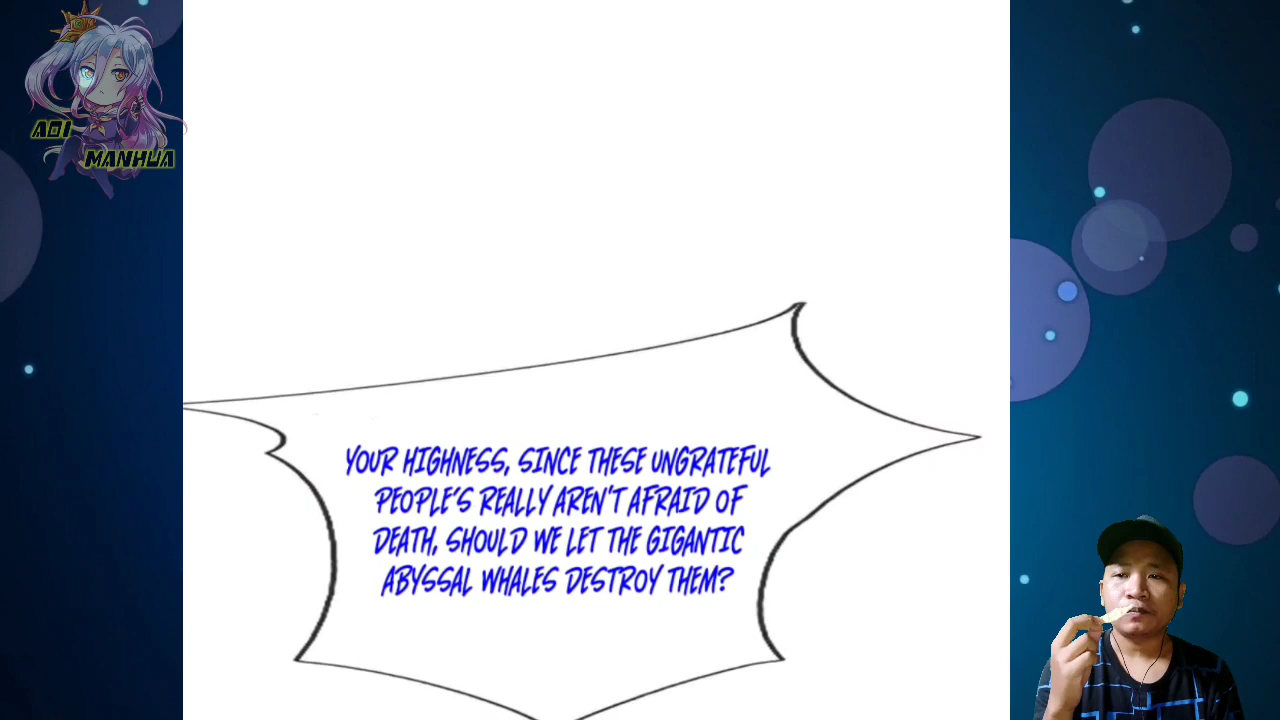 AOI
MANHUA
YOUR HIGHNESS, SINCE THESE UNGRATEFUL
PEOPLE'S REALLY AREN'T AFRAID OF
DEATH, SHOULD WE LET THE GIGANTIC
ABYSSAL WHALES DESTROY THEM?